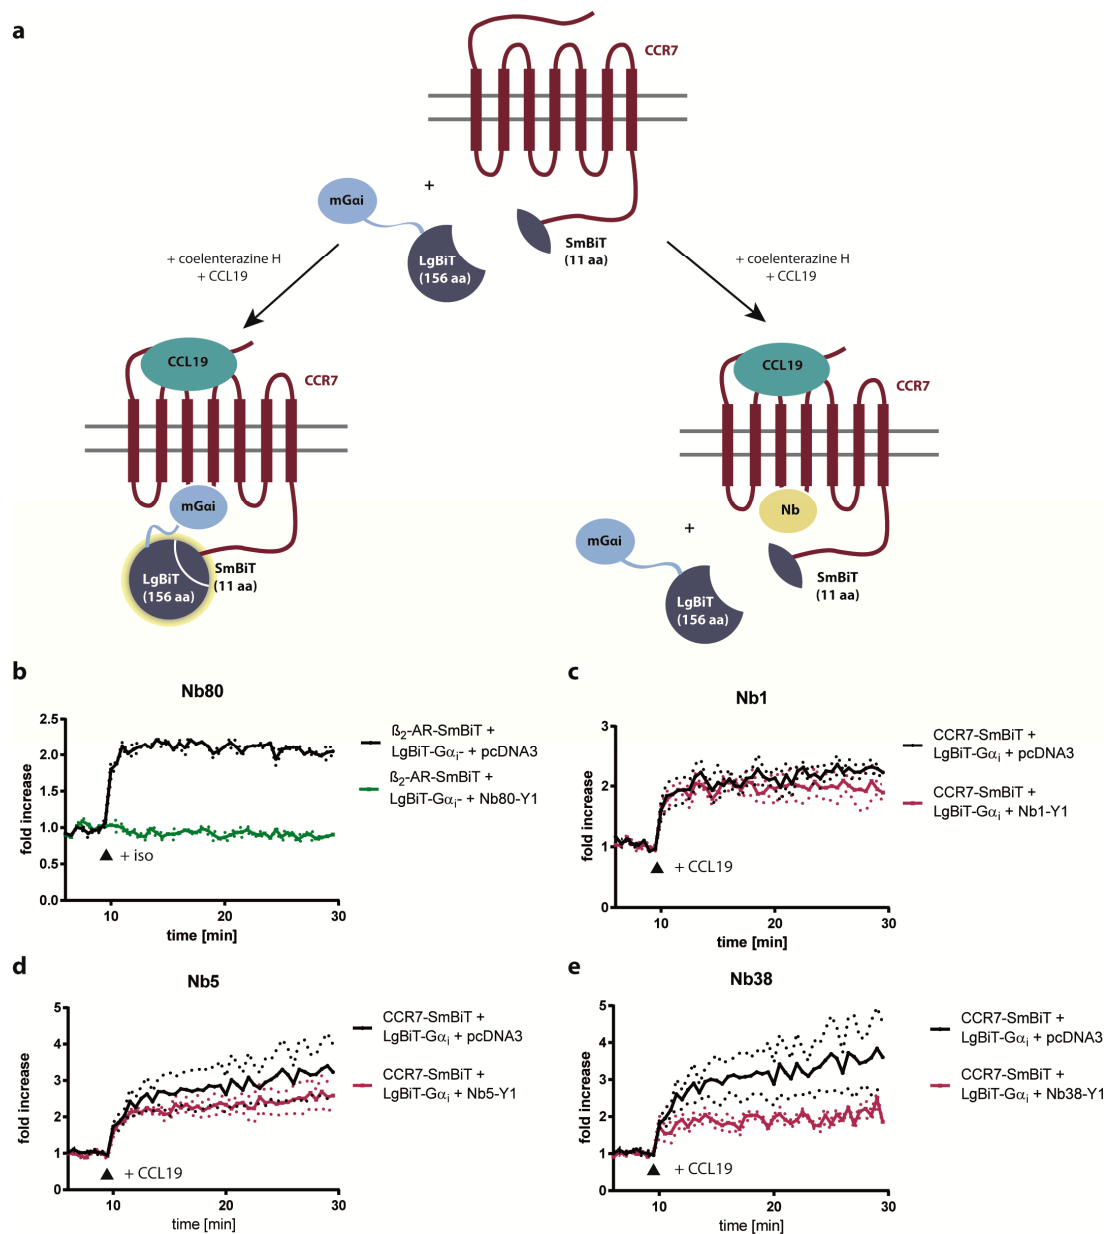 a
CCR7
+
mGαi
SmBiT
(11 aa)
LgBiT
(156 aa)
+ coelenterazine H
+ CCL19
+ coelenterazine H
+ CCL19
CCL19
CCR7
mGαi
SmBiT
(11 aa)
LgBiT
(156 aa)
CCL19
CCR7
Nb
+
mGαi
SmBiT
(11 aa)
LgBiT
(156 aa)
b
Nb80
fold increase
2.5
2.0
1.5
1.0
0.5
0.0
+ iso
10
20
30
time [min]
ß₂-AR-SmBiT +
LgBiT-Gαᵢ- + pcDNA3
ß₂-AR-SmBiT +
LgBiT-Gαᵢ- + Nb80-Y1
c
Nb1
fold increase
3
2
1
0
+ CCL19
10
20
30
time [min]
CCR7-SmBiT +
LgBiT-Gαᵢ + pcDNA3
CCR7-SmBiT +
LgBiT-Gαᵢ + Nb1-Y1
d
Nb5
fold increase
5
4
3
2
1
0
+ CCL19
10
20
30
time [min]
CCR7-SmBiT +
LgBiT-Gαᵢ + pcDNA3
CCR7-SmBiT +
LgBiT-Gαᵢ + Nb5-Y1
e
Nb38
fold increase
5
4
3
2
1
0
+ CCL19
10
20
30
time [min]
CCR7-SmBiT +
LgBiT-Gαᵢ + pcDNA3
CCR7-SmBiT +
LgBiT-Gαᵢ + Nb38-Y1